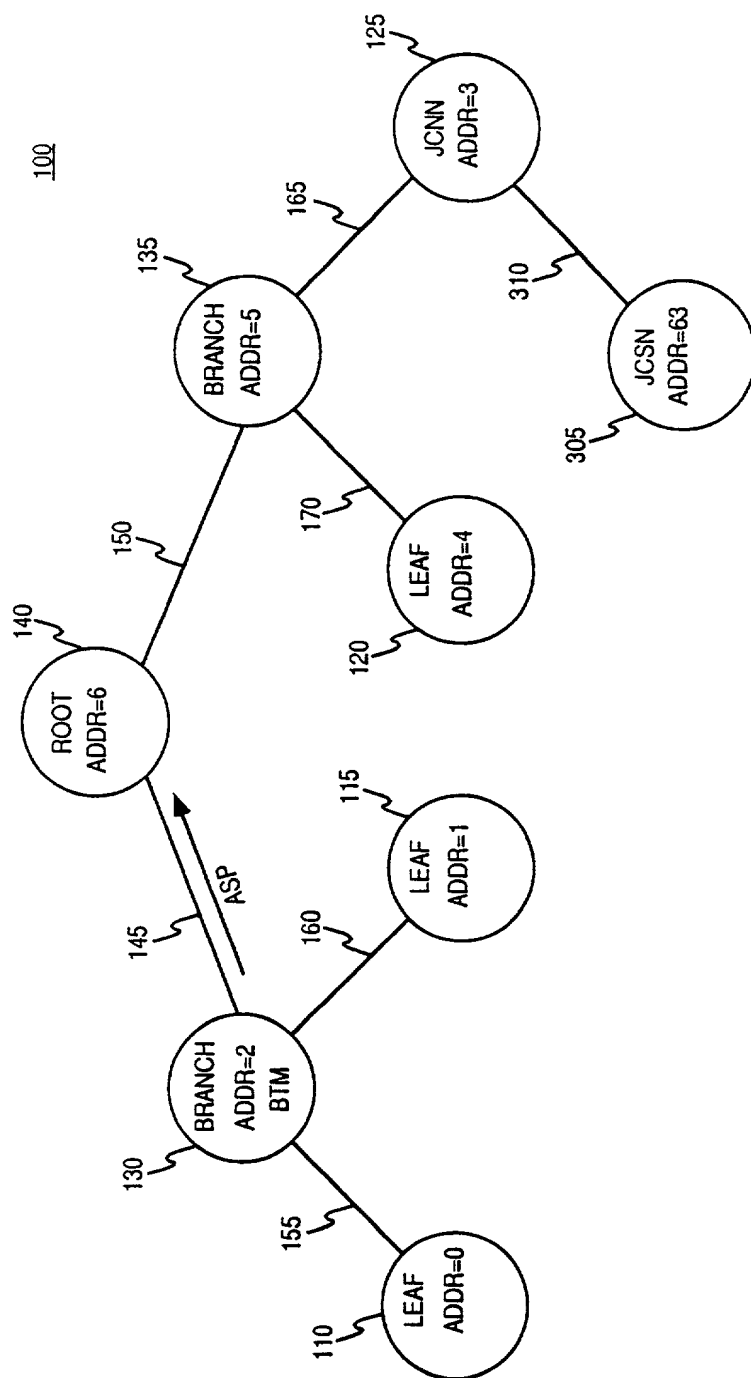 100
140
ROOT
ADDR=6
145
ASP
150
130
BRANCH
ADDR=2
BTM
135
BRANCH
ADDR=5
155
160
170
165
110
LEAF
ADDR=0
115
LEAF
ADDR=1
120
LEAF
ADDR=4
125
JCNN
ADDR=3
310
305
JCSN
ADDR=63